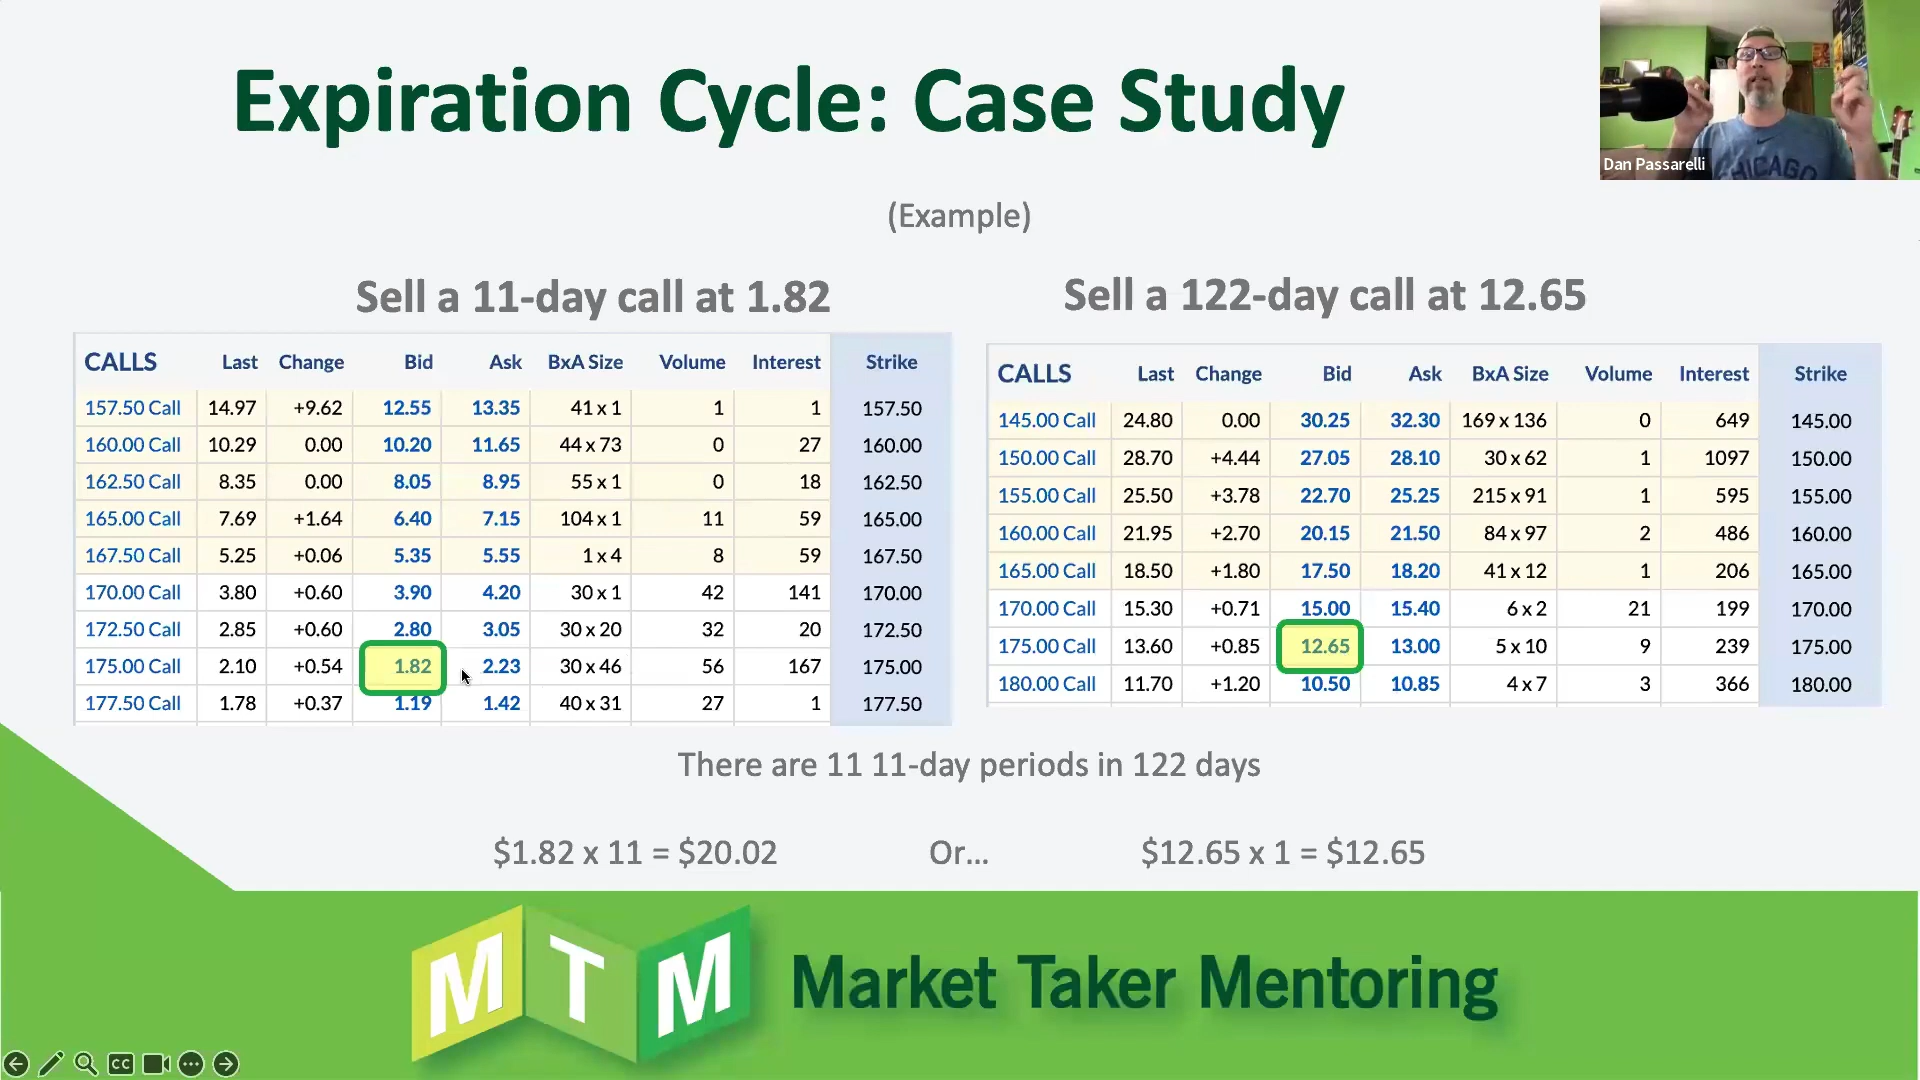 Expiration Cycle: Case Study
Dan Passarelli
CHICAGO
(Example)
Sell a 11-day call at 1.82
CALLS Last Change Bid Ask BxA Size Volume Interest Strike
157.50 Call 14.97 +9.62 12.55 13.35 41 x 1 1 1 157.50
160.00 Call 10.29 0.00 10.20 11.65 44 x 73 0 27 160.00
162.50 Call 8.35 0.00 8.05 8.95 55 x 1 0 18 162.50
165.00 Call 7.69 +1.64 6.40 7.15 104 x 1 11 59 165.00
167.50 Call 5.25 +0.06 5.35 5.55 1 x 4 8 59 167.50
170.00 Call 3.80 +0.60 3.90 4.20 30 x 1 42 141 170.00
172.50 Call 2.85 +0.60 2.80 3.05 30 x 20 32 20 172.50
175.00 Call 2.10 +0.54 1.82 2.23 30 x 46 56 167 175.00
177.50 Call 1.78 +0.37 1.19 1.42 40 x 31 27 1 177.50
Sell a 122-day call at 12.65
CALLS Last Change Bid Ask BxA Size Volume Interest Strike
145.00 Call 24.80 0.00 30.25 32.30 169 x 136 0 649 145.00
150.00 Call 28.70 +4.44 27.05 28.10 30 x 62 1 1097 150.00
155.00 Call 25.50 +3.78 22.70 25.25 215 x 91 1 595 155.00
160.00 Call 21.95 +2.70 20.15 21.50 84 x 97 2 486 160.00
165.00 Call 18.50 +1.80 17.50 18.20 41 x 12 1 206 165.00
170.00 Call 15.30 +0.71 15.00 15.40 6 x 2 21 199 170.00
175.00 Call 13.60 +0.85 12.65 13.00 5 x 10 9 239 175.00
180.00 Call 11.70 +1.20 10.50 10.85 4 x 7 3 366 180.00
There are 11 11-day periods in 122 days
$1.82 x 11 = $20.02 Or... $12.65 x 1 = $12.65
MTM Market Taker Mentoring
CC